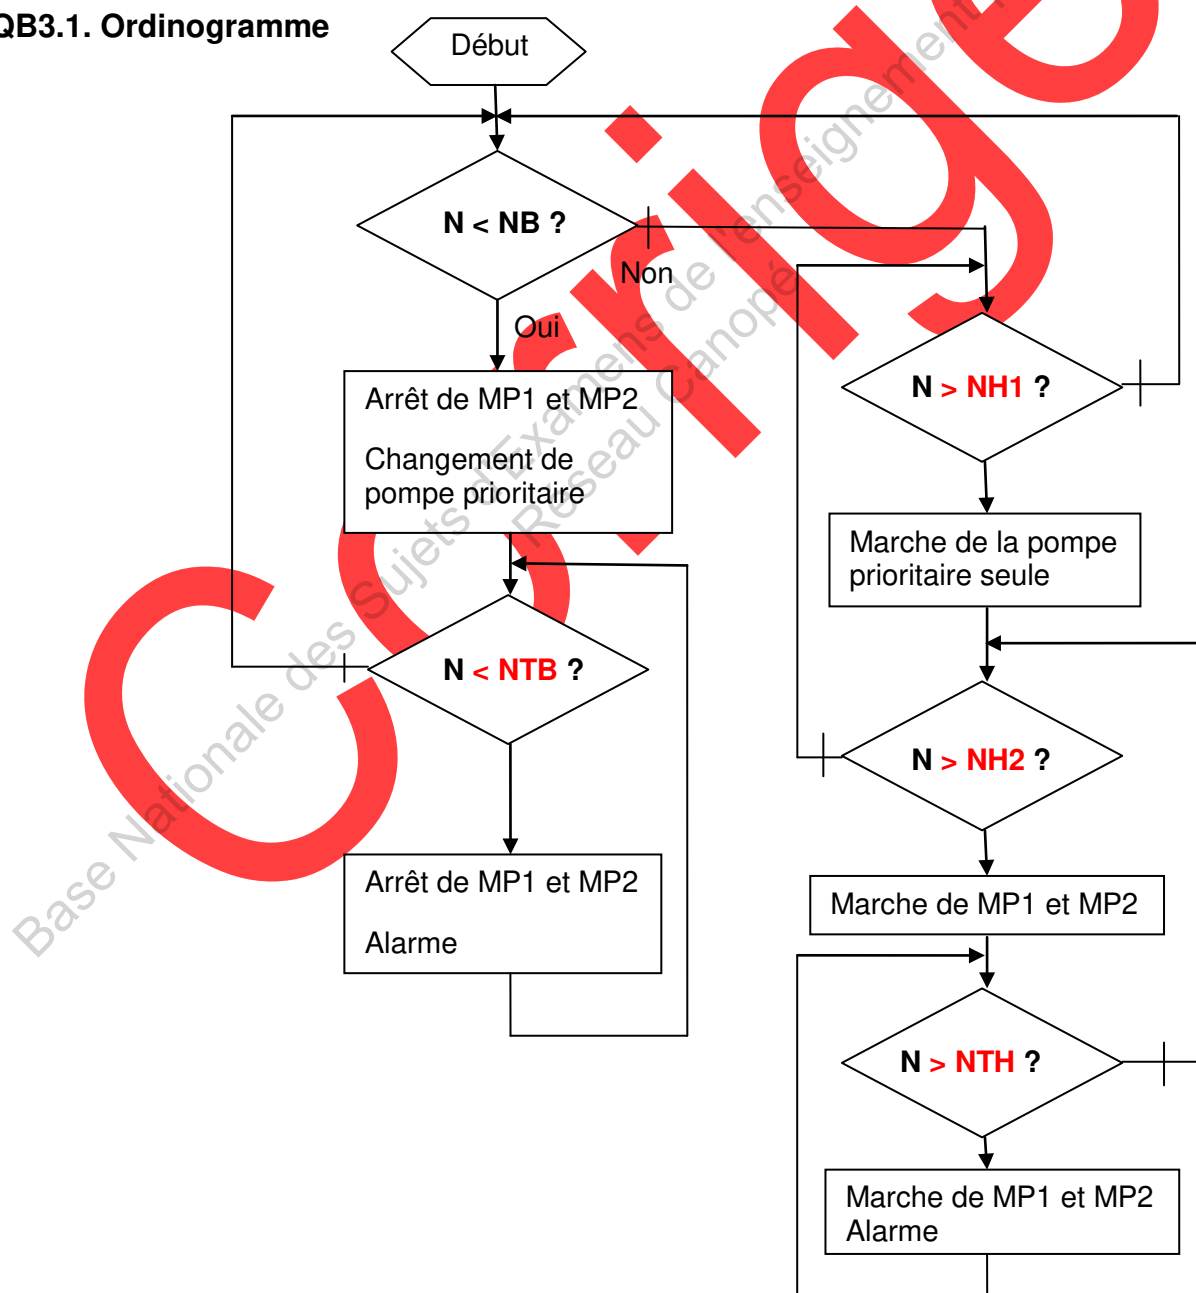 QB3.1. Ordinogramme
Début
N < NB ?
Non
Oui
Arrêt de MP1 et MP2
Changement de
pompe prioritaire
N < NTB ?
Arrêt de MP1 et MP2
Alarme
N > NH1 ?
Marche de la pompe
prioritaire seule
N > NH2 ?
Marche de MP1 et MP2
N > NTH ?
Marche de MP1 et MP2
Alarme
Base Nationale des Sujets d'Examens de l'enseignement
Réseau Canopé
Corrigé